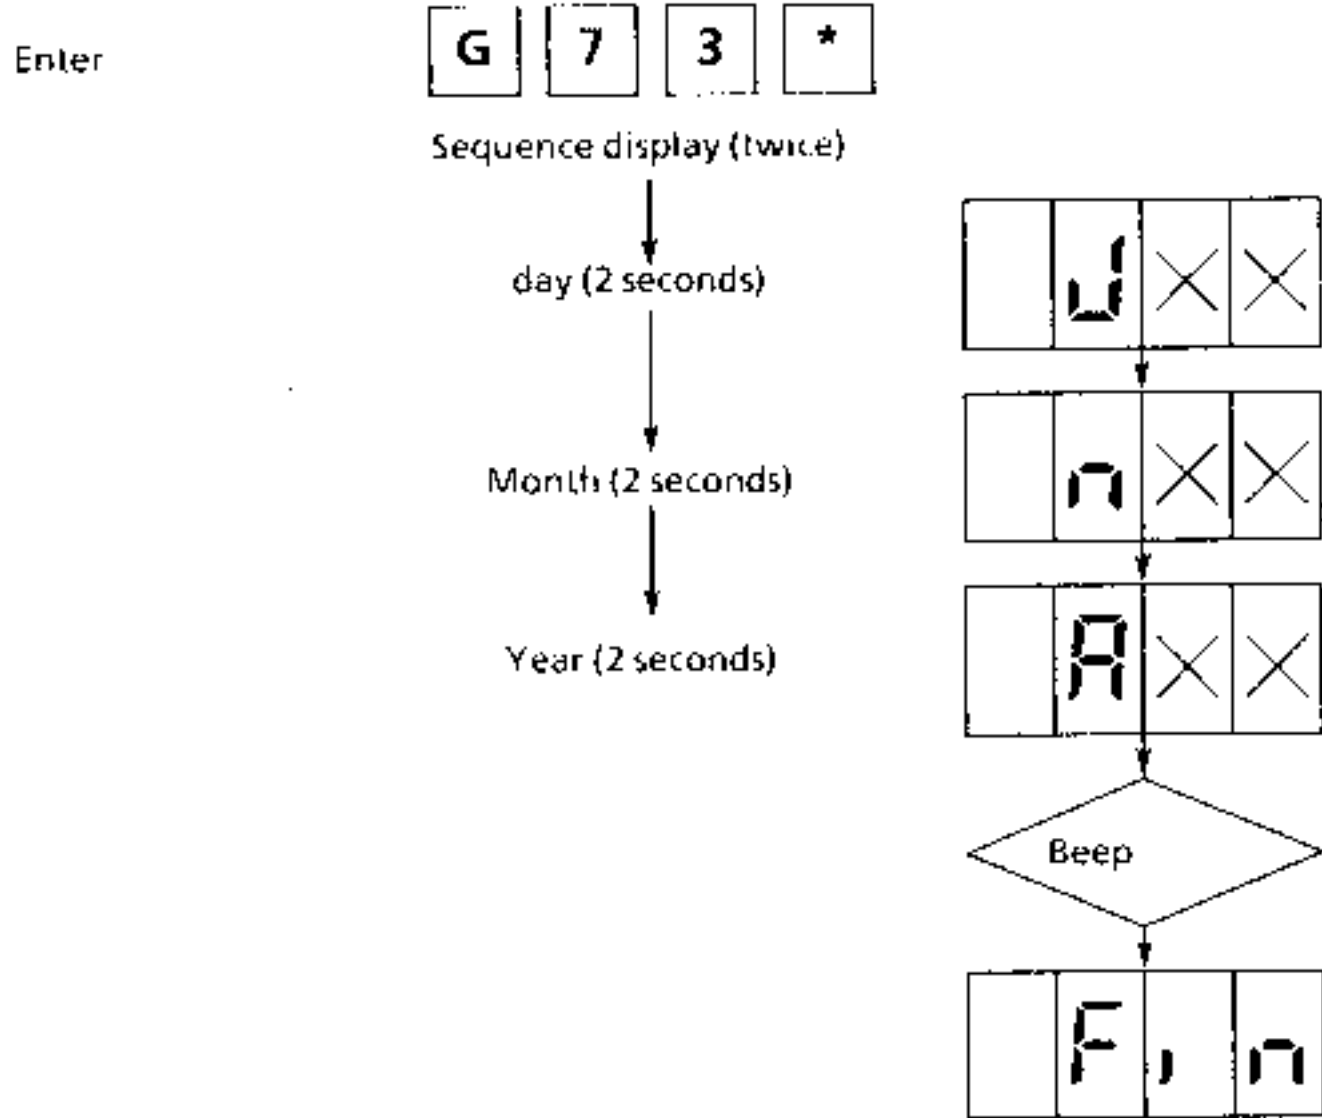 Enter G 7 3 *
Sequence display (twice)
day (2 seconds)
J X X
Month (2 seconds)
n X X
Year (2 seconds)
A X X
Beep
F i n